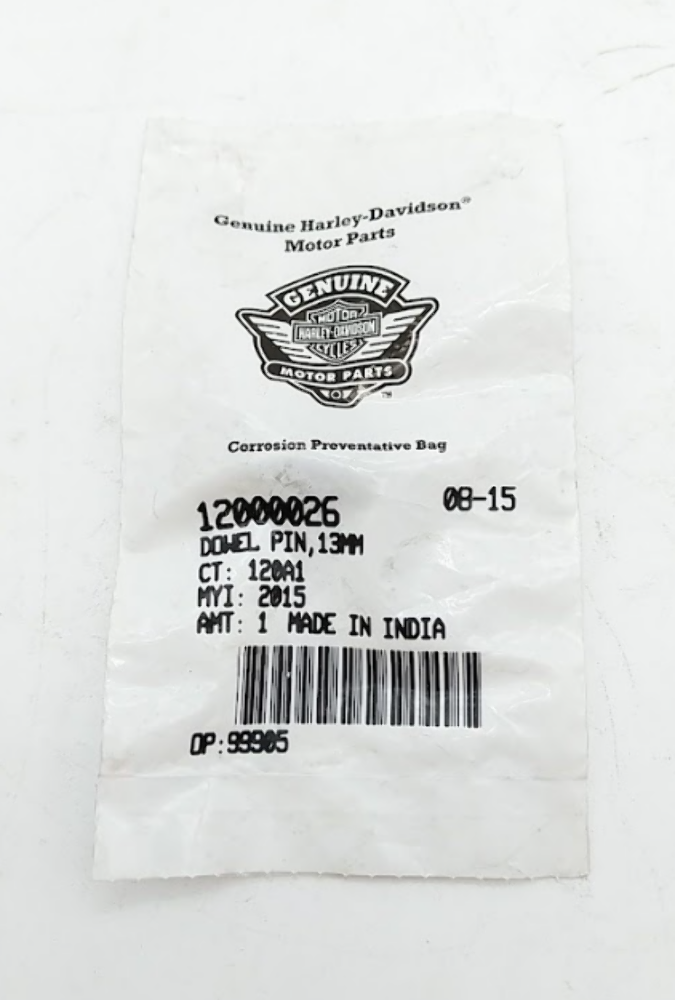 Genuine Harley-Davidson®
Motor Parts
GENUINE
MOTOR
HARLEY-DAVIDSON
CYCLES
MOTOR PARTS
TM
Corrosion Preventative Bag
08-15
12000026
DOWEL PIN,13MM
CT: 120A1
MYI: 2015
AMT: 1 MADE IN INDIA
OP:99905